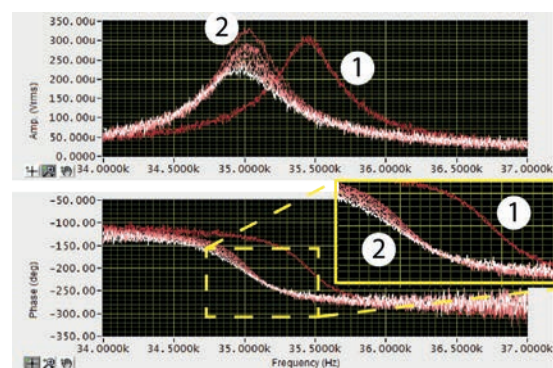 350.00u
300.00u
250.00u
200.00u
150.00u
100.00u
50.000u
0.0000
Amp. (Vrms)
2
1
34.0000k 34.5000k 35.0000k 35.5000k 36.0000k 36.5000k 37.0000k
-50.00
-100.00
-150.00
-200.00
-250.00
-300.00
-350.00
Phase (deg)
1
2
34.0000k 34.5000k 35.0000k 35.5000k 36.0000k 36.5000k 37.0000k
Frequency (Hz)